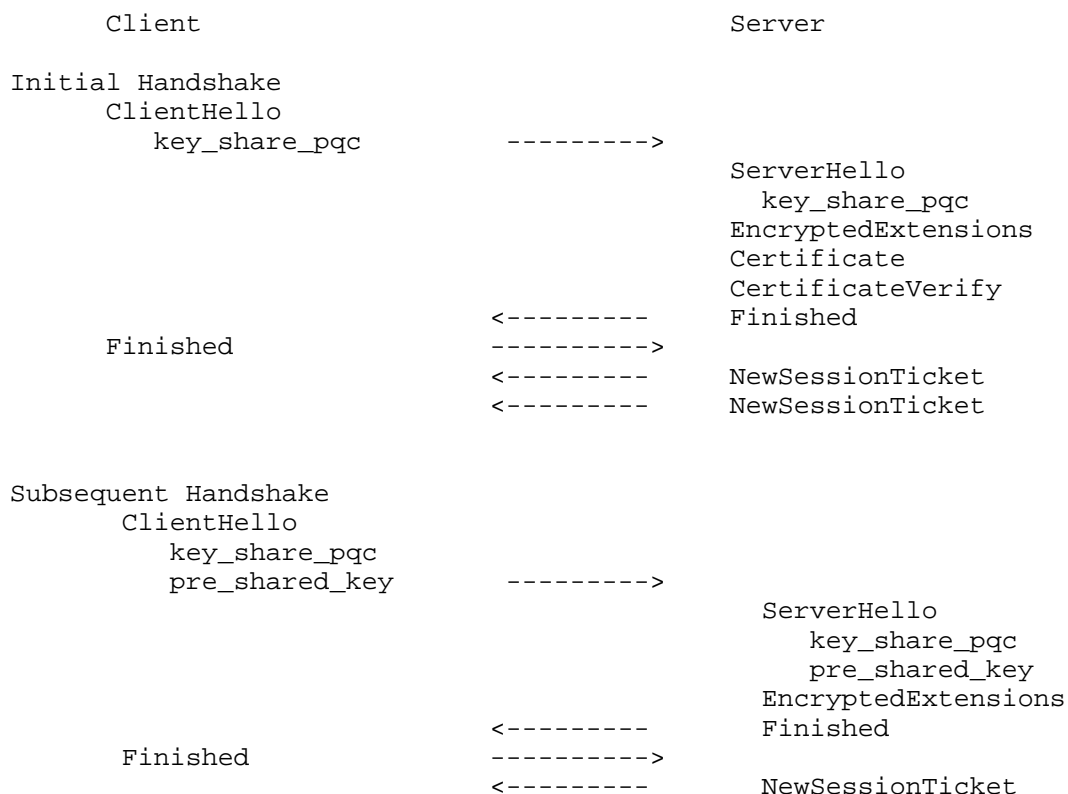 Client Server
Initial Handshake
ClientHello
key_share_pqc --------->
ServerHello
key_share_pqc
EncryptedExtensions
Certificate
CertificateVerify
<--------- Finished
Finished ---------->
<--------- NewSessionTicket
<--------- NewSessionTicket
Subsequent Handshake
ClientHello
key_share_pqc
pre_shared_key --------->
ServerHello
key_share_pqc
pre_shared_key
EncryptedExtensions
<--------- Finished
Finished ---------->
<--------- NewSessionTicket